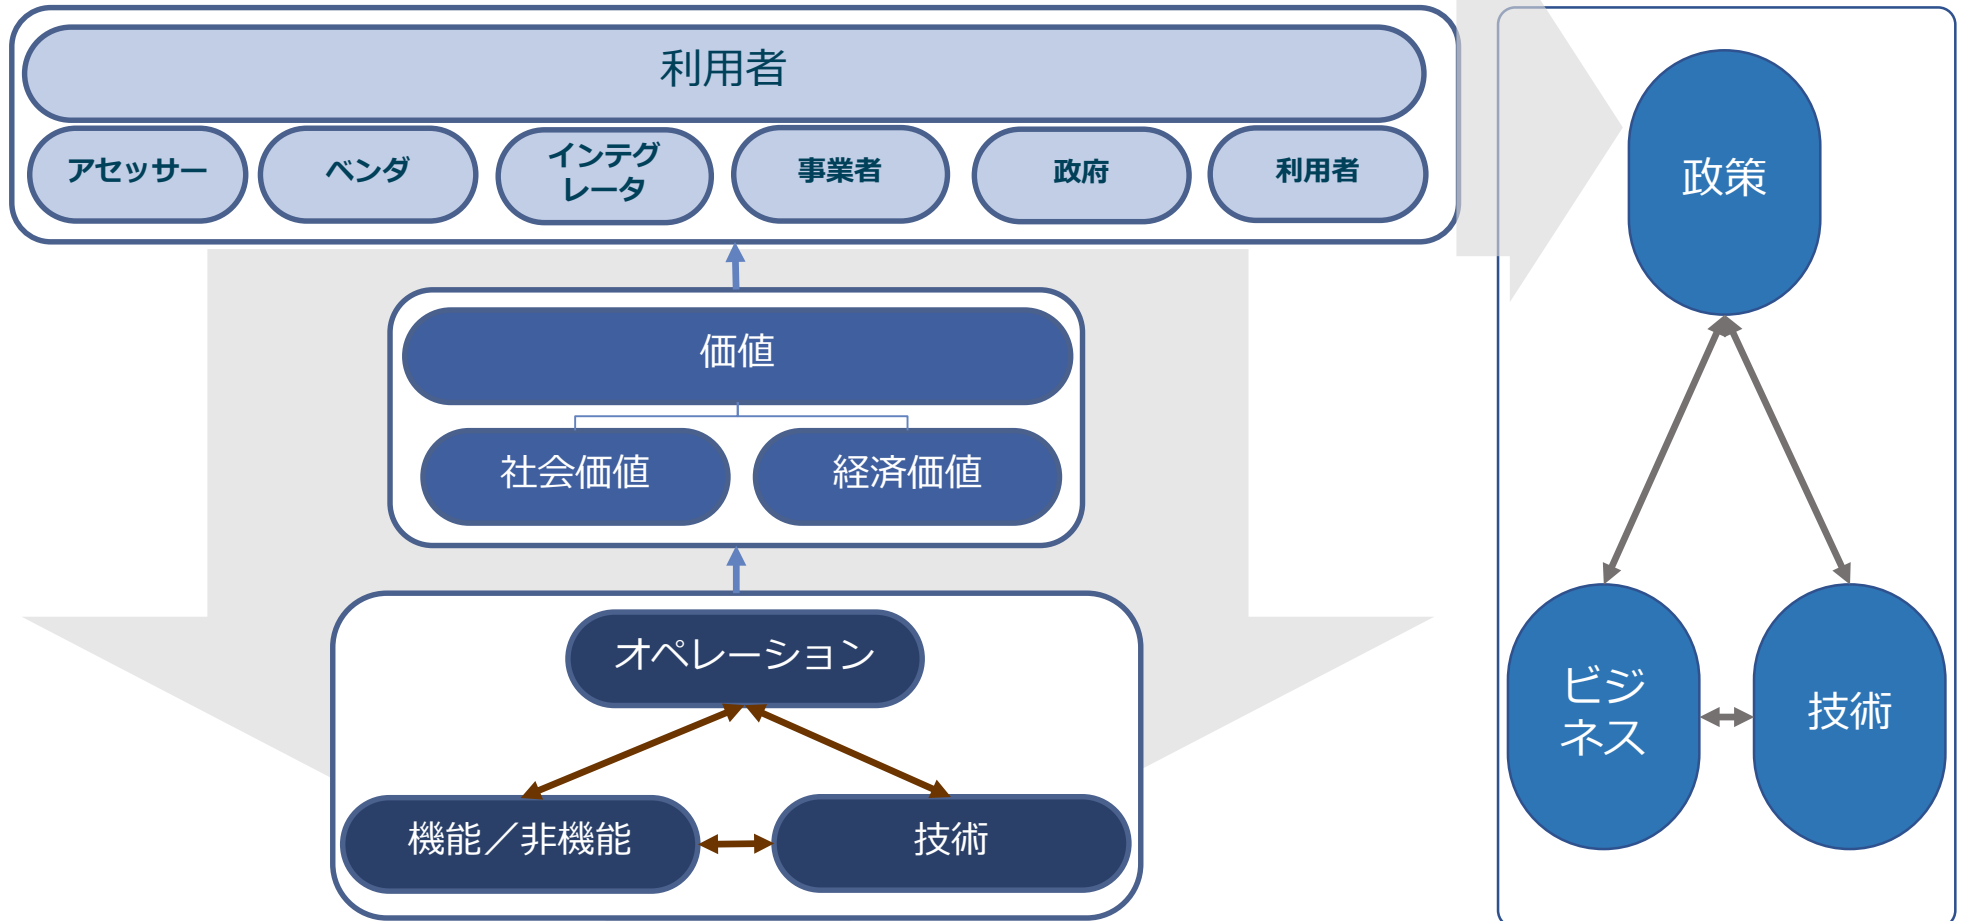 利用者
アセッサー
ベンダ
インテグ
レータ
事業者
政府
利用者
価値
社会価値
経済価値
オペレーション
機能／非機能
技術
政策
ビジ
ネス
技術